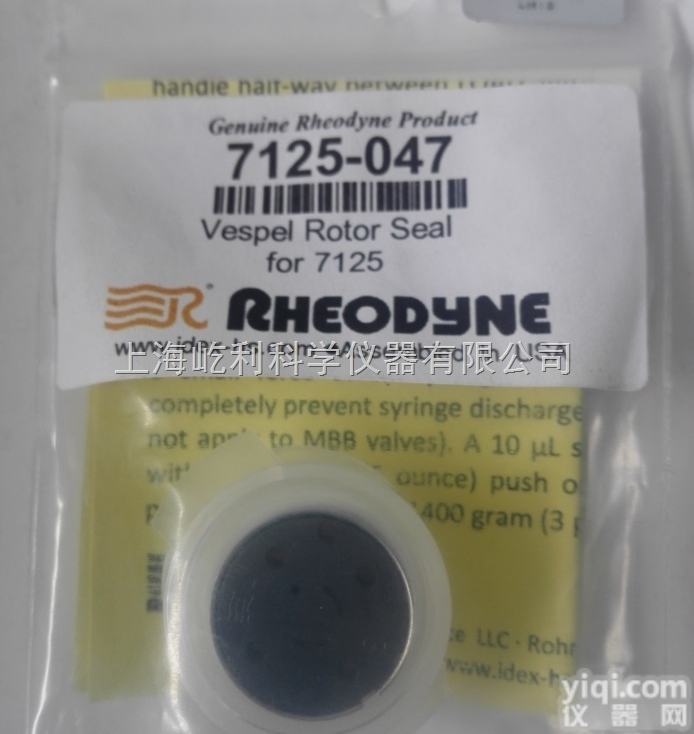 handle half-way between
Genuine Rheodyne Product
7125-047
Vespel Rotor Seal
for 7125
RHEODYNE
上海屹利科学仪器有限公司
completely prevent syringe discharge
not to MBB valves). A 10 µL s
ounce) push o
400 gram (3
LLC · Rohn
www.idex-h
yiqi.com
仪器网